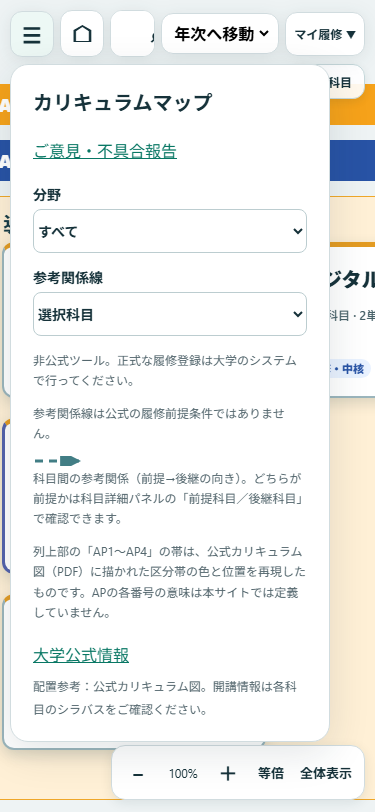 年次へ移動
マイ履修 ▼
科目
カリキュラムマップ
ご意見・不具合報告
分野
すべて
参考関係線
選択科目
非公式ツール。正式な履修登録は大学のシステム
で行ってください。
参考関係線は公式の履修前提条件ではありませ
ん。
科目間の参考関係（前提→後継の向き）。どちらが
前提かは科目詳細パネルの「前提科目／後継科目」
で確認できます。
列上部の「AP1〜AP4」の帯は、公式カリキュラム
図（PDF）に描かれた区分帯の色と位置を再現した
ものです。APの各番号の意味は本サイトでは定義
していません。
大学公式情報
配置参考：公式カリキュラム図。開講情報は各科
目のシラバスをご確認ください。
ジタル
科目・2単
・中核
− 100% ＋ 等倍 全体表示